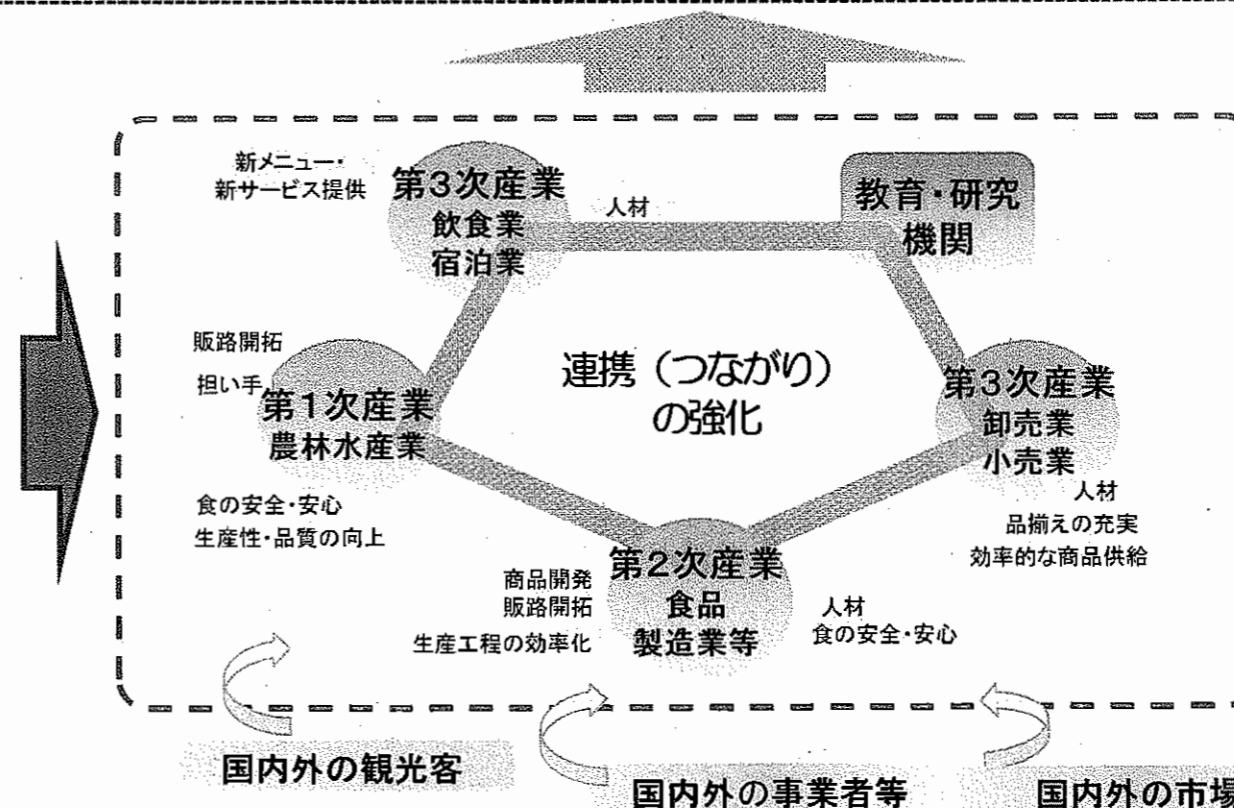 新メニュー・
新サービス提供
第3次産業
飲食業
宿泊業
人材
教育・研究
機関
販路開拓
担い手
第1次産業
農林水産業
連携（つながり）
の強化
第3次産業
卸売業
小売業
食の安全・安心
生産性・品質の向上
人材
品揃えの充実
効率的な商品供給
商品開発
販路開拓
生産工程の効率化
第2次産業
食品
製造業等
人材
食の安全・安心
国内外の観光客
国内外の事業者等
国内外の市場